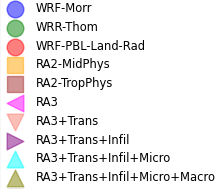 WRF-Morr
WRR-Thom
WRF-PBL-Land-Rad
RA2-MidPhys
RA2-TropPhys
RA3
RA3+Trans
RA3+Trans+Infil
RA3+Trans+Infil+Micro
RA3+Trans+Infil+Micro+Macro